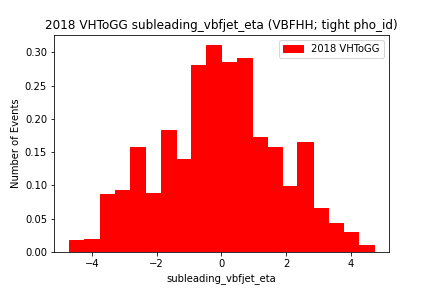 2018 VHToGG subleading_vbfjet_eta (VBFHH; tight pho_id)
2018 VHToGG
0.30
0.25
0.20
0.15
0.10
0.05
0.00
Number of Events
−4 −2 0 2 4
subleading_vbfjet_eta